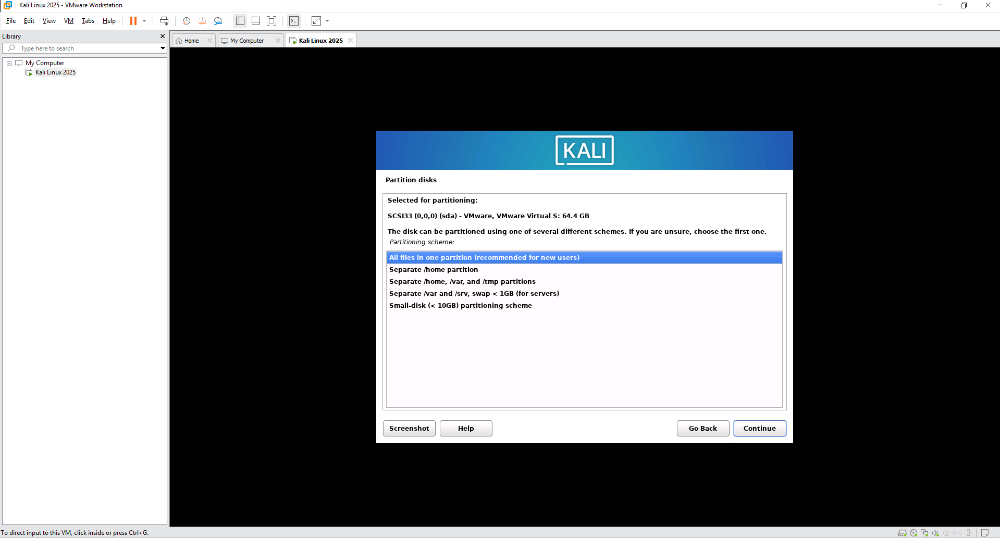 Kali Linux 2025 - VMware Workstation
File Edit View VM Tabs Help
Library
Type here to search
My Computer
Kali Linux 2025
Home
My Computer
Kali Linux 2025
KALI
Partition disks
Selected for partitioning:
SCSI33 (0,0,0) (sda) - VMware, VMware Virtual S: 64.4 GB
The disk can be partitioned using one of several different schemes. If you are unsure, choose the first one.
Partitioning scheme:
All files in one partition (recommended for new users)
Separate /home partition
Separate /home, /var, and /tmp partitions
Separate /var and /srv, swap < 1GB (for servers)
Small-disk (< 10GB) partitioning scheme
Screenshot Help Go Back Continue
To direct input to this VM, click inside or press Ctrl+G.